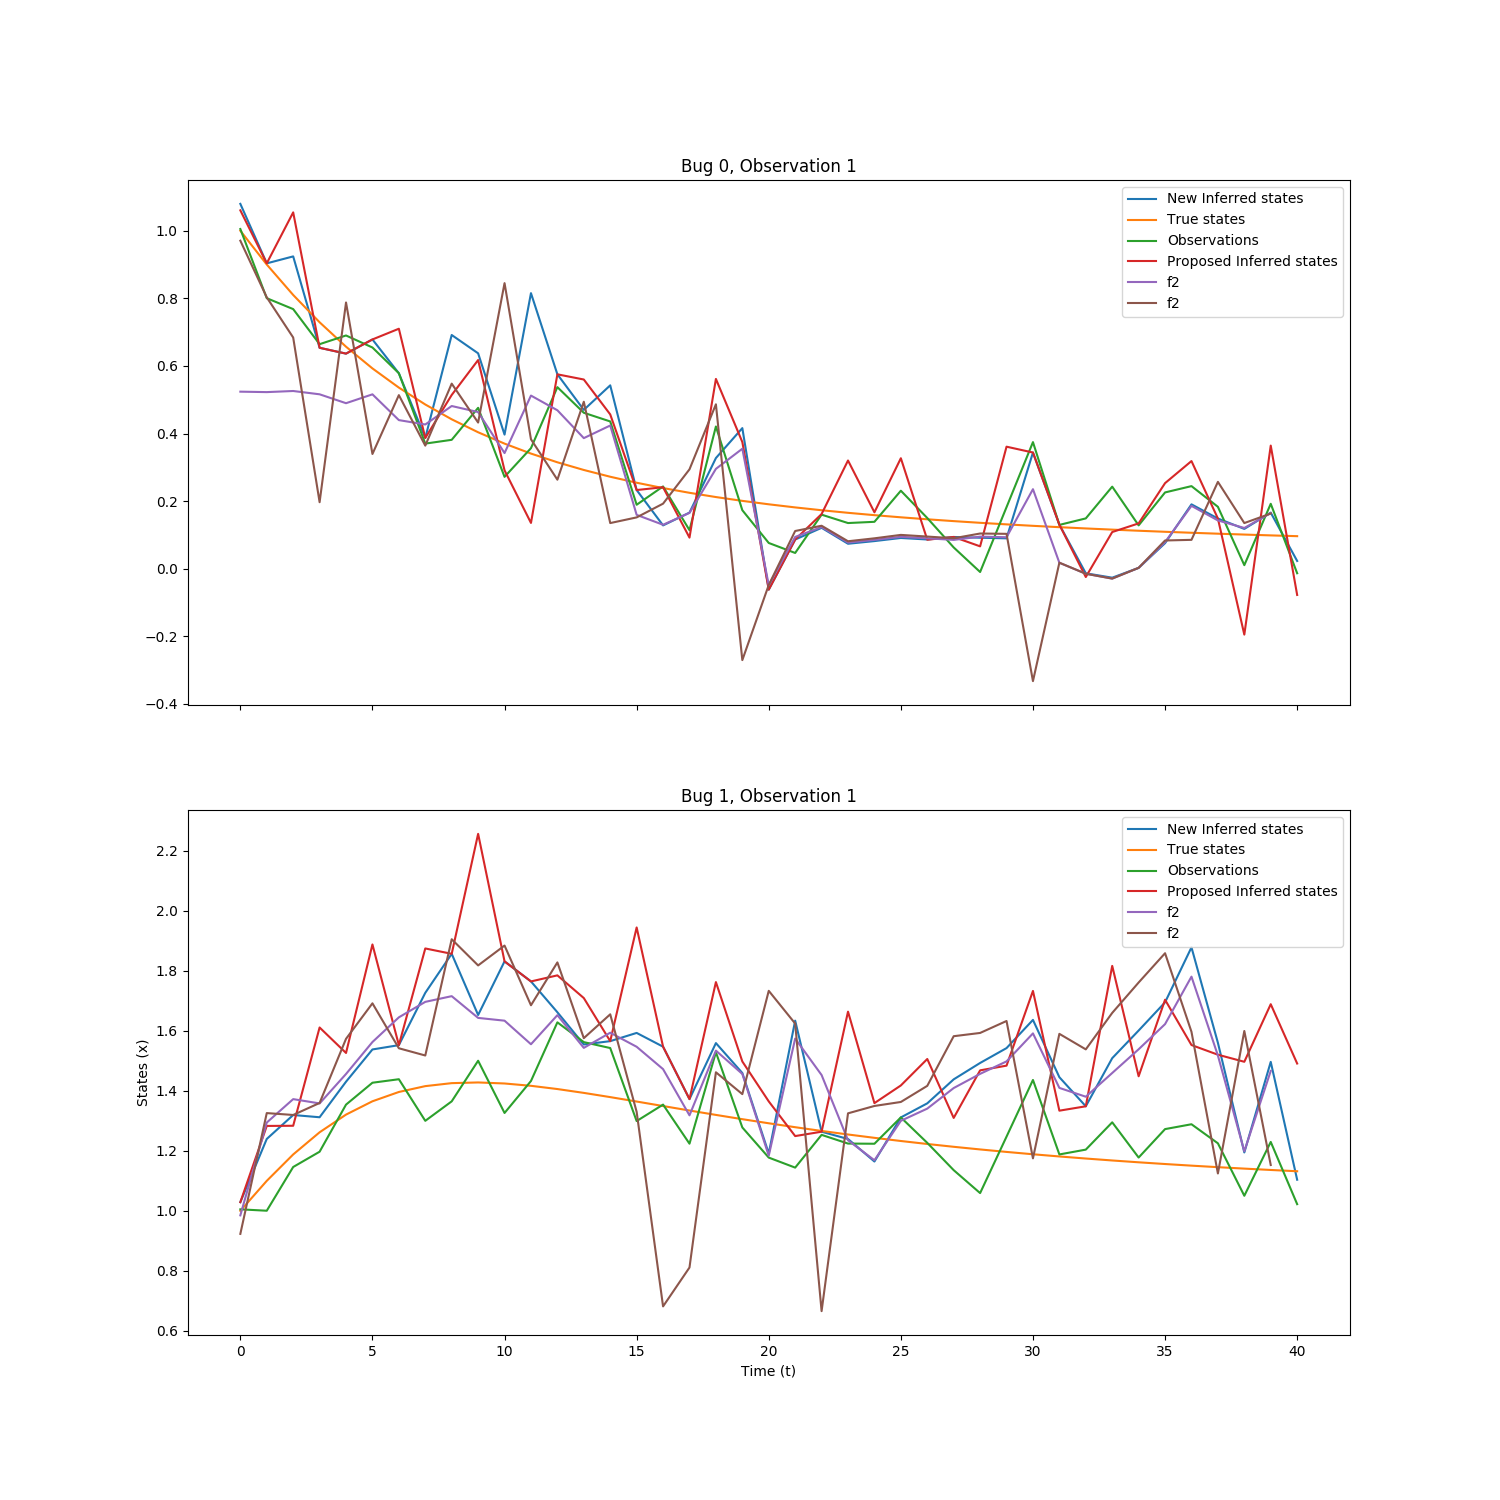 Bug 0, Observation 1
New Inferred states
True states
Observations
Proposed Inferred states
f2
f2
1.0
0.8
0.6
0.4
0.2
0.0
−0.2
−0.4
Bug 1, Observation 1
New Inferred states
True states
Observations
Proposed Inferred states
f2
f2
2.2
2.0
1.8
1.6
1.4
1.2
1.0
0.8
0.6
States (x)
0 5 10 15 20 25 30 35 40
Time (t)